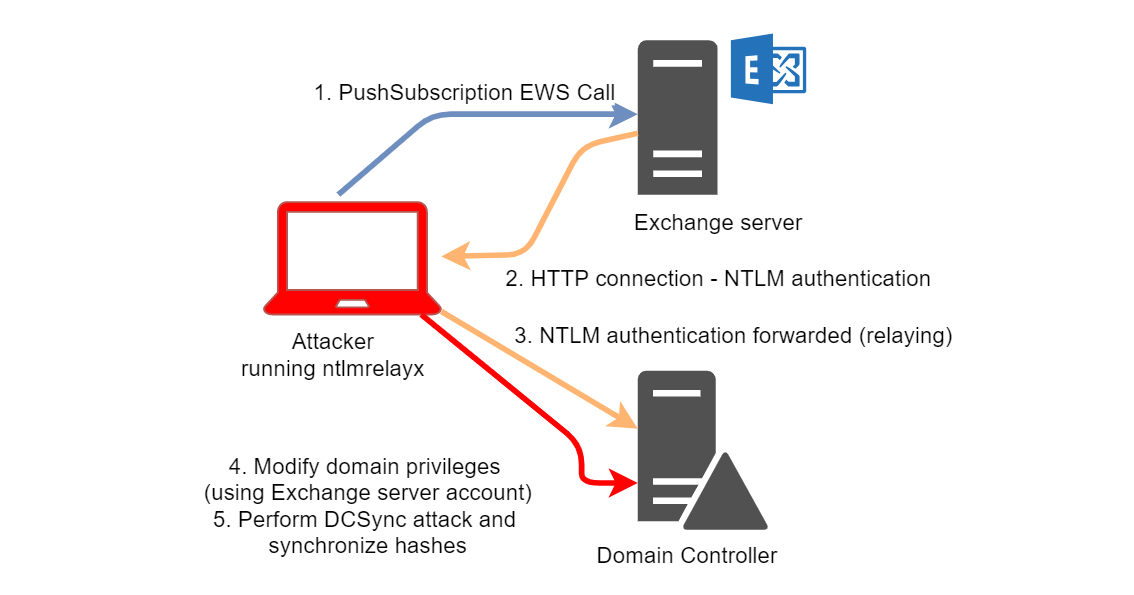 1. PushSubscription EWS Call
E
Exchange server
2. HTTP connection - NTLM authentication
3. NTLM authentication forwarded (relaying)
Attacker
running ntlmrelayx
4. Modify domain privileges
(using Exchange server account)
5. Perform DCSync attack and
synchronize hashes
Domain Controller